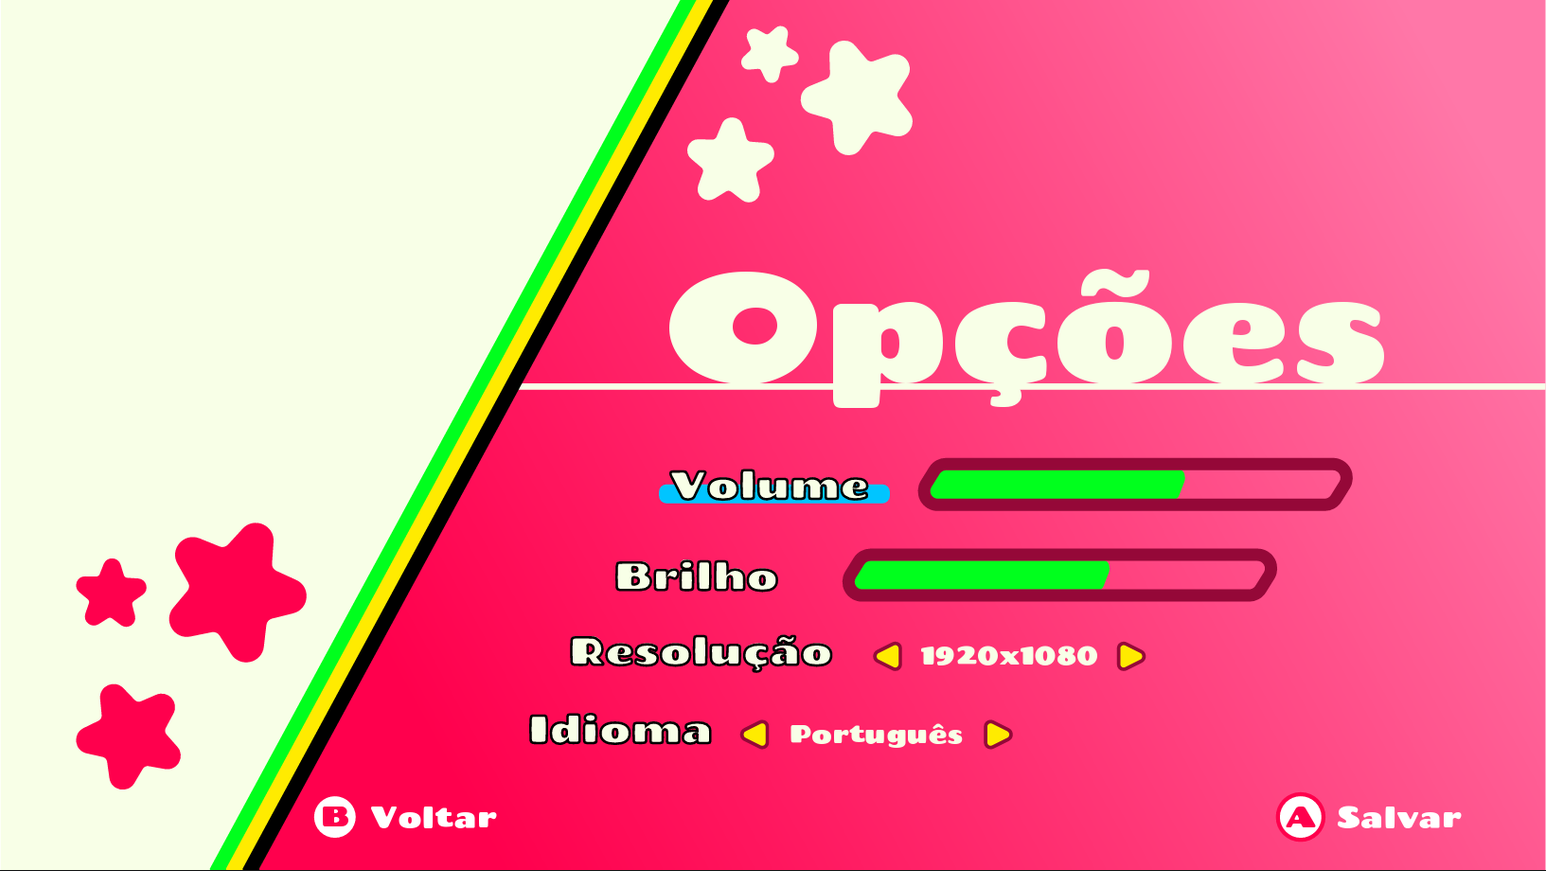 Opções
Volume
Brilho
Resolução 1920x1080
Idioma Português
B Voltar A Salvar